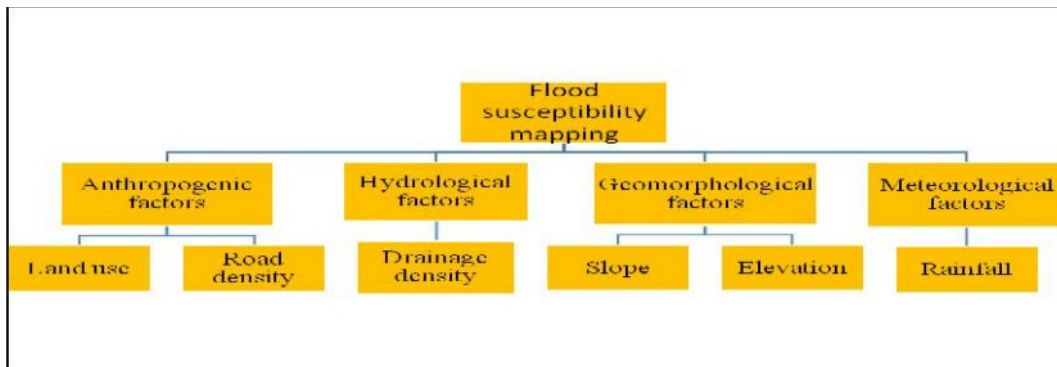 Flood
susceptibility
mapping
Anthropogenic
factors
Hydrological
factors
Geomorphological
factors
Meteorological
factors
Land use
Road
density
Drainage
density
Slope
Elevation
Rainfall